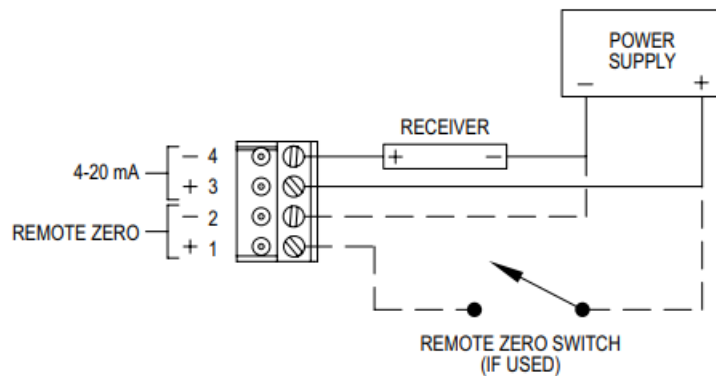 POWER
SUPPLY
− +
RECEIVER
+ −
4-20 mA
− 4
+ 3
REMOTE ZERO
− 2
+ 1
REMOTE ZERO SWITCH
(IF USED)